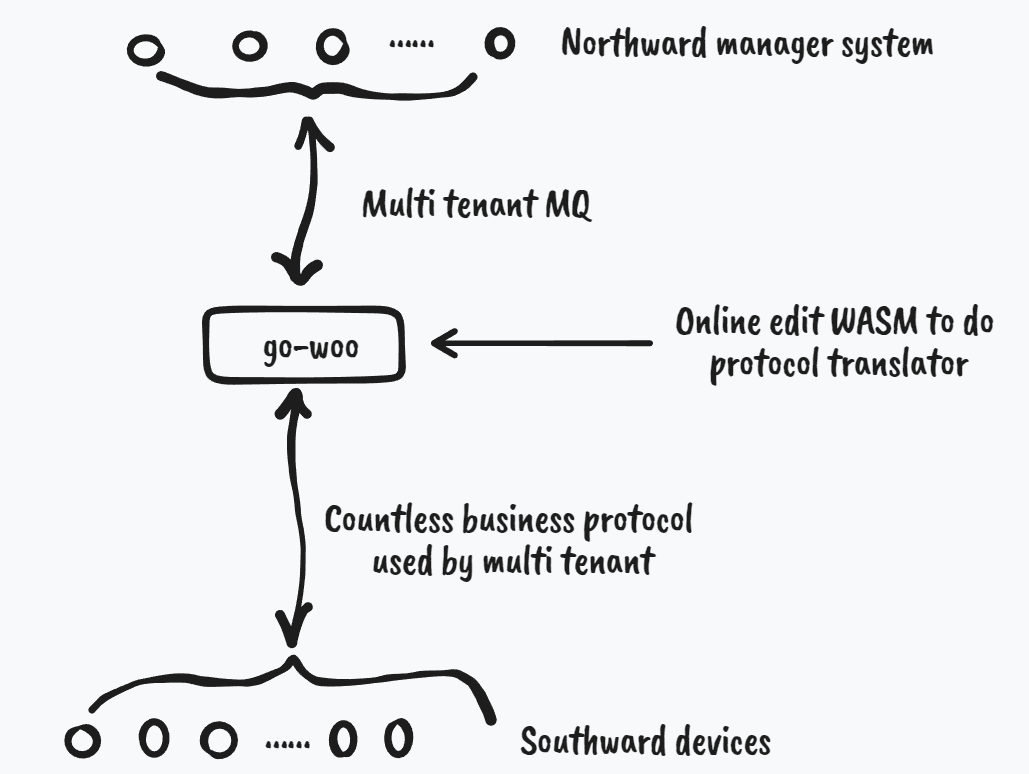 Northward manager system
Multi tenant MQ
go-woo
Online edit WASM to do
protocol translator
Countless business protocol
used by multi tenant
Southward devices